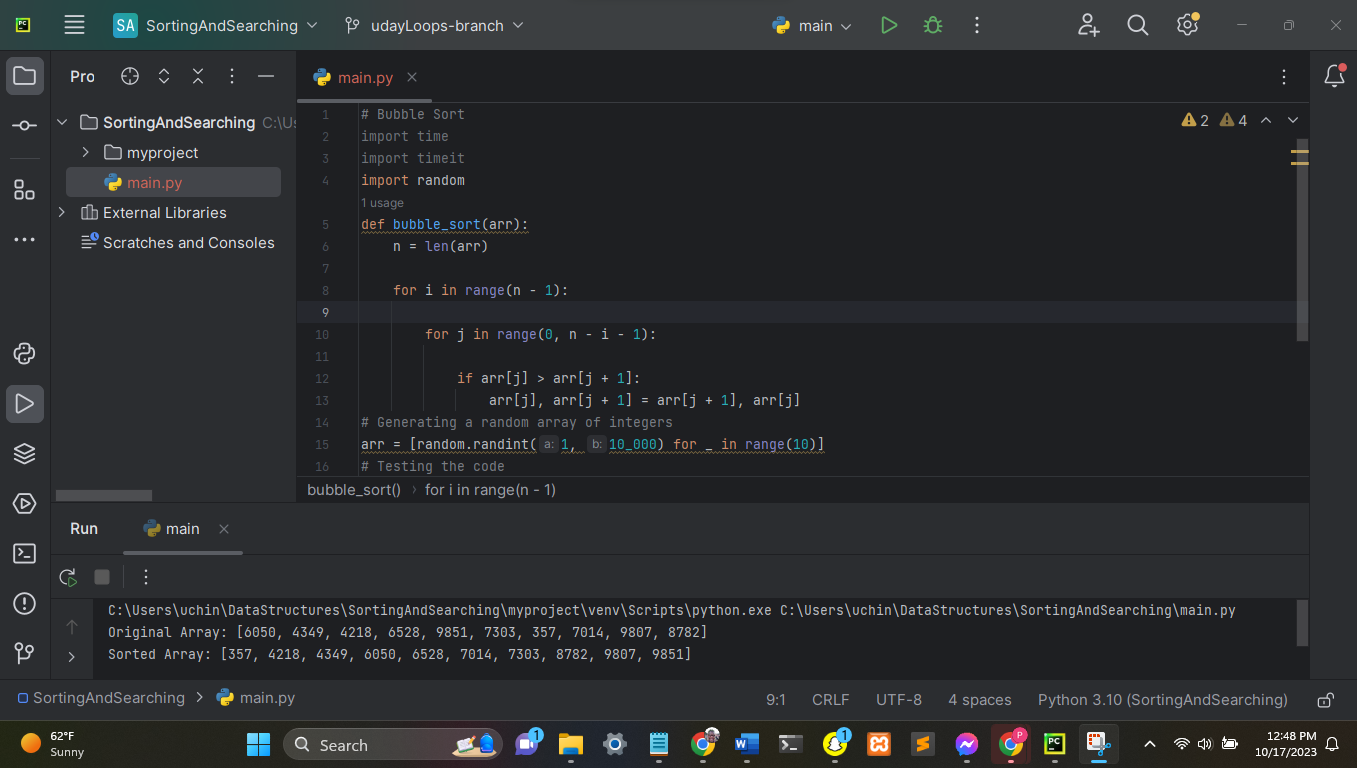 PC SA SortingAndSearching udayLoops-branch main
Pro main.py
SortingAndSearching C:\Us
myproject
main.py
External Libraries
Scratches and Consoles
2 4
1 # Bubble Sort
2 import time
3 import timeit
4 import random
1 usage
5 def bubble_sort(arr):
6 n = len(arr)
7
8 for i in range(n - 1):
9
10 for j in range(0, n - i - 1):
11
12 if arr[j] > arr[j + 1]:
13 arr[j], arr[j + 1] = arr[j + 1], arr[j]
14 # Generating a random array of integers
15 arr = [random.randint( a: 1, b: 10_000) for _ in range(10)]
16 # Testing the code
bubble_sort() › for i in range(n - 1)
Run main
C:\Users\uchin\DataStructures\SortingAndSearching\myproject\venv\Scripts\python.exe C:\Users\uchin\DataStructures\SortingAndSearching\main.py
Original Array: [6050, 4349, 4218, 6528, 9851, 7303, 357, 7014, 9807, 8782]
Sorted Array: [357, 4218, 4349, 6050, 6528, 7014, 7303, 8782, 9807, 9851]
SortingAndSearching > main.py 9:1 CRLF UTF-8 4 spaces Python 3.10 (SortingAndSearching)
62°F
Sunny
Search
1 W 1 P PC
12:48 PM
10/17/2023